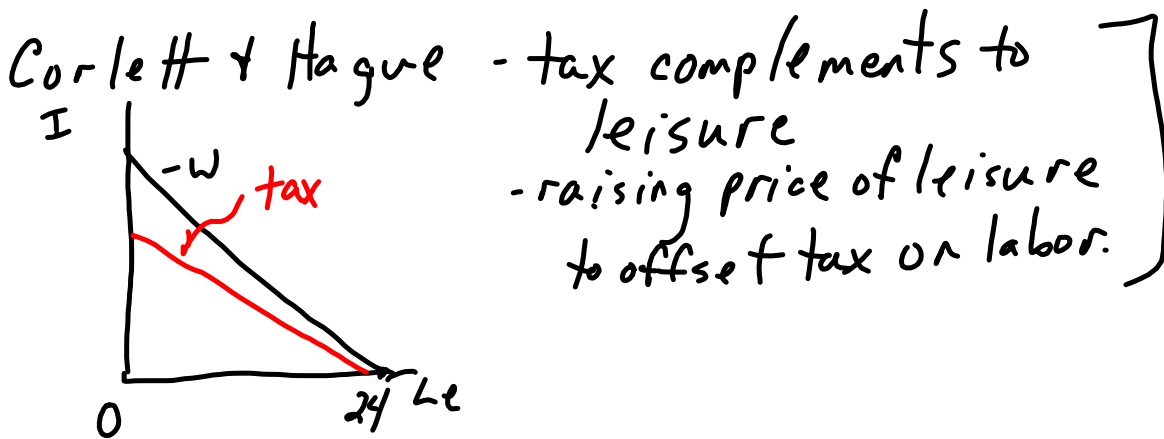 Corlett & Hague - tax complements to
leisure
- raising price of leisure
to offset tax on labor.
I
-w
tax
0
24
Le